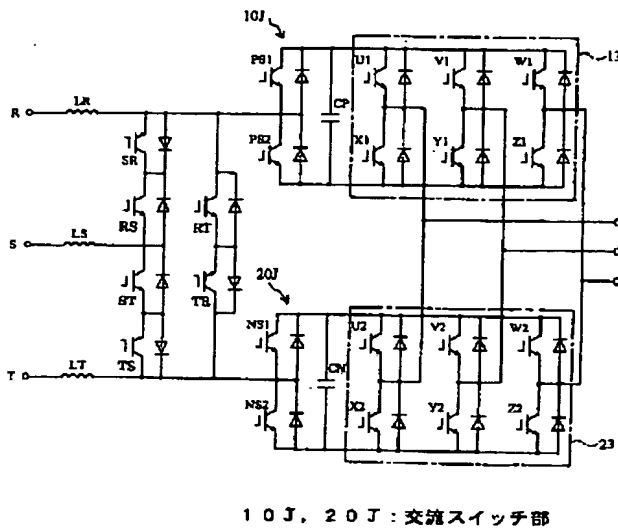 10J
PS1
U1
V1
W1
13
R
LR
CP
SR
PS2
X1
Y1
Z1
RS
RT
S
LS
20J
ST
TR
NS1
U2
V2
W2
TS
CN
T
LT
NS2
X2
Y2
Z2
23
10J, 20J : 交流スイッチ部